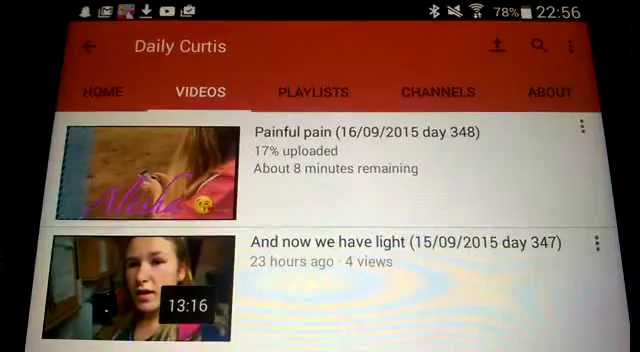 78% 22:56
Daily Curtis
HOME VIDEOS PLAYLISTS CHANNELS ABOUT
Painful pain (16/09/2015 day 348)
17% uploaded
About 8 minutes remaining
Alesha
And now we have light (15/09/2015 day 347)
23 hours ago · 4 views
13:16